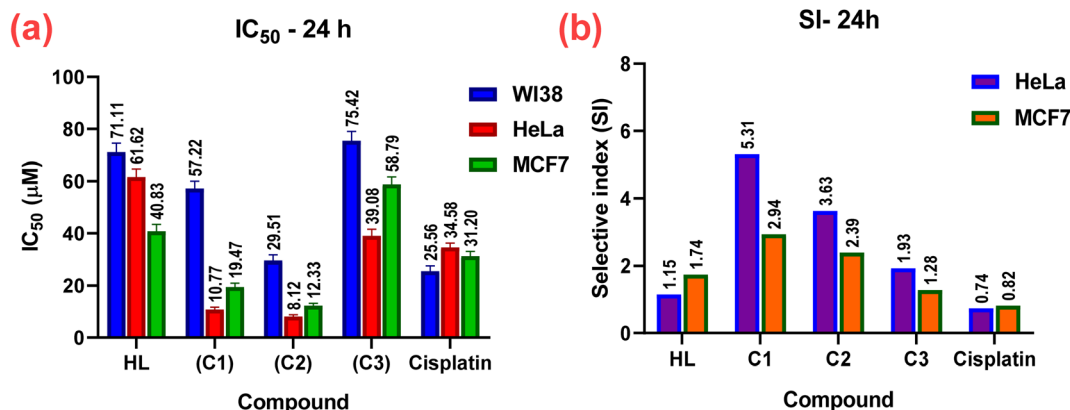 (a)
IC50 - 24 h
IC50 (μM)
100
80
60
40
20
0
71.11
61.62
40.83
57.22
10.77
19.47
29.51
8.12
12.33
75.42
39.08
58.79
25.56
34.58
31.20
WI38
HeLa
MCF7
HL
(C1)
(C2)
(C3)
Cisplatin
Compound
(b)
SI- 24h
Selective index (SI)
8
6
4
2
0
1.15
1.74
5.31
2.94
3.63
2.39
1.93
1.28
0.74
0.82
HeLa
MCF7
HL
C1
C2
C3
Cisplatin
Compound